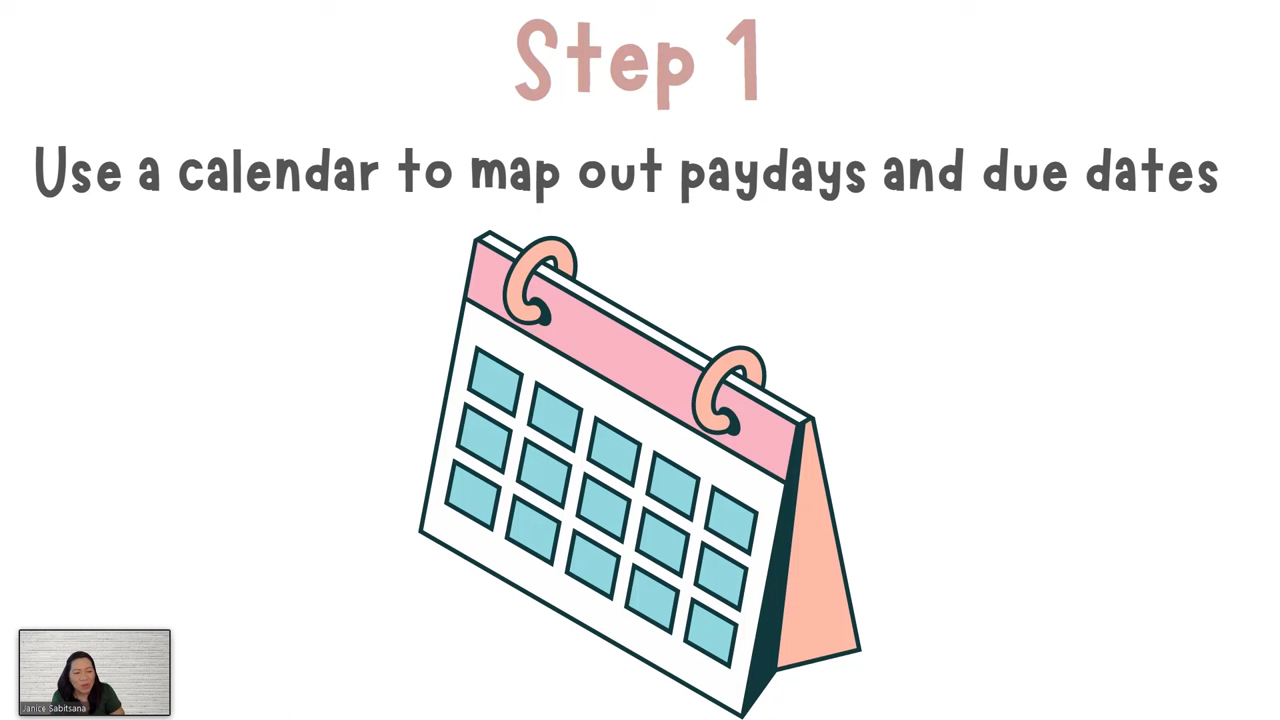 Step 1
Use a calendar to map out paydays and due dates
Janice Sabitsana